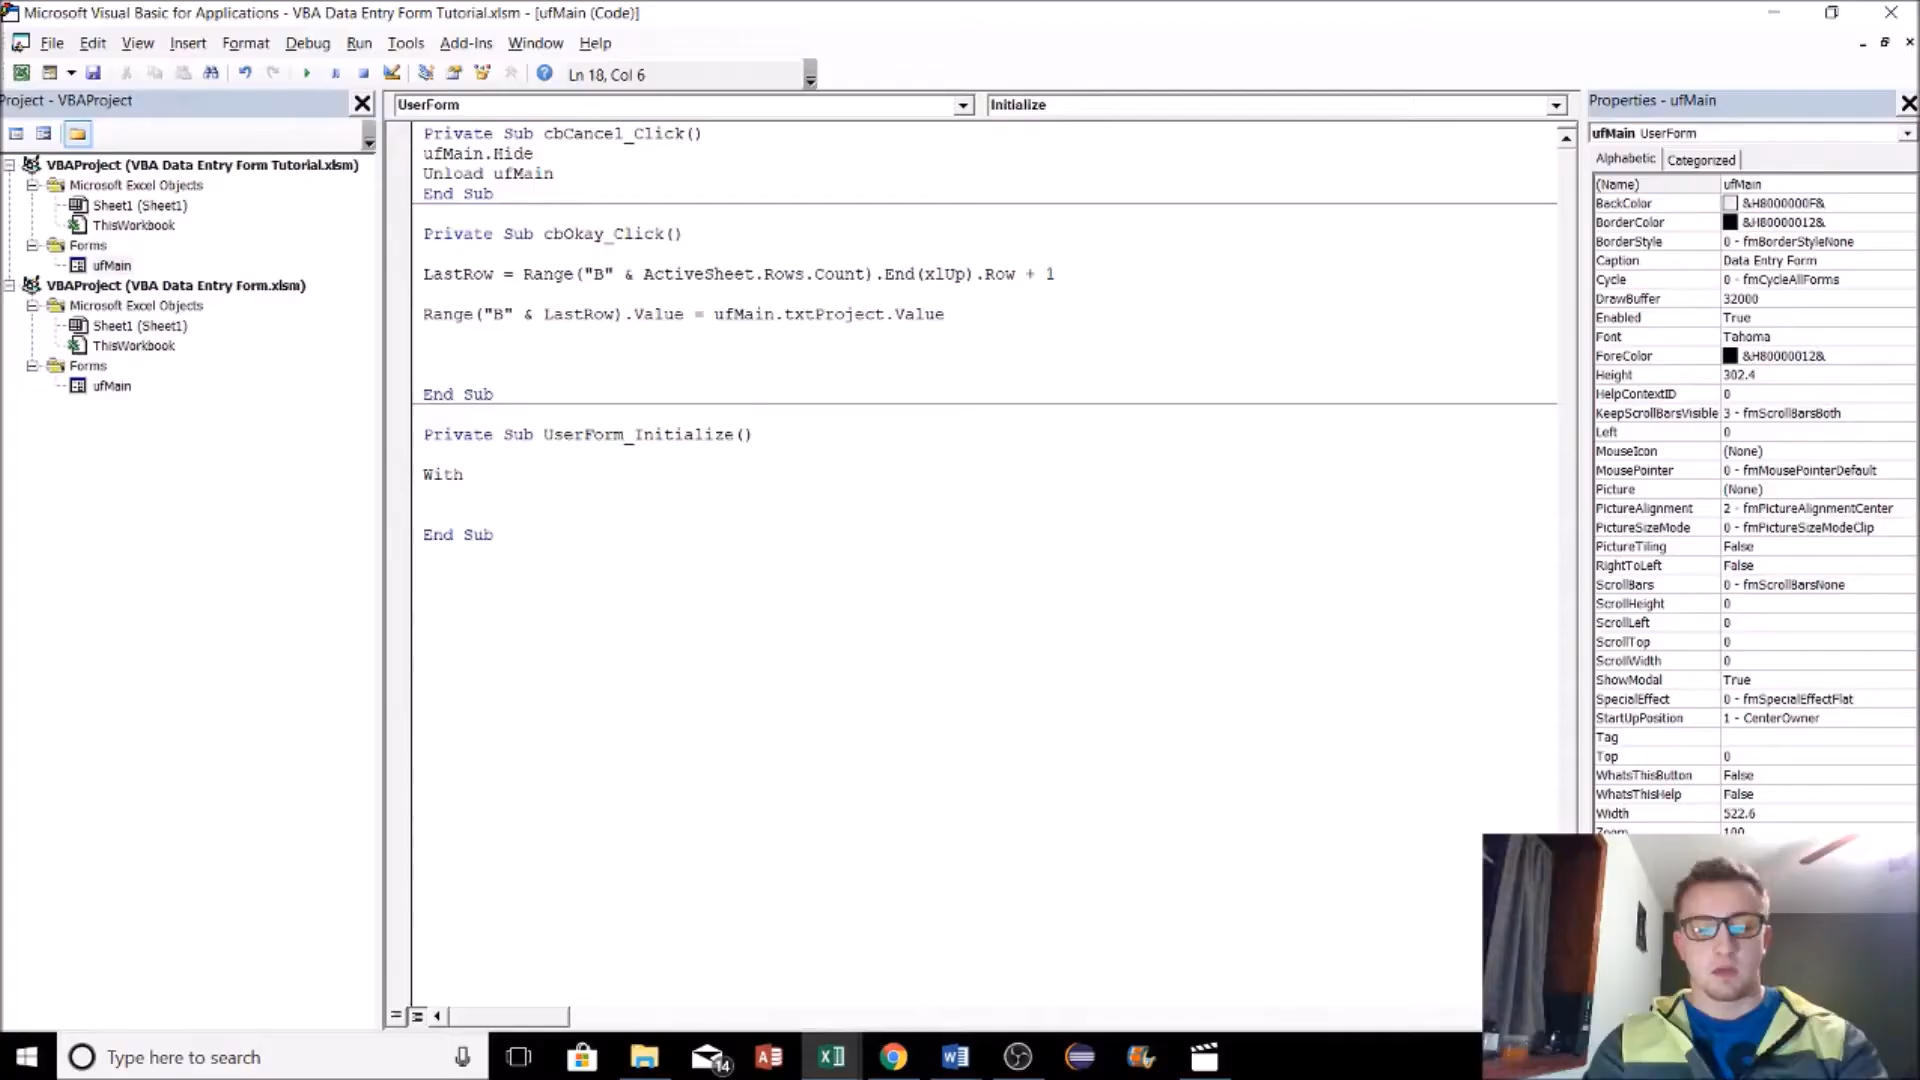 Microsoft Visual Basic for Applications - VBA Data Entry Form Tutorial.xlsm - [ufMain (Code)]
File Edit View Insert Format Debug Run Tools Add-Ins Window Help
Ln 18, Col 6
Project - VBAProject
VBAProject (VBA Data Entry Form Tutorial.xlsm)
Microsoft Excel Objects
Sheet1 (Sheet1)
ThisWorkbook
Forms
ufMain
VBAProject (VBA Data Entry Form.xlsm)
Microsoft Excel Objects
Sheet1 (Sheet1)
ThisWorkbook
Forms
ufMain
UserForm Initialize
Private Sub cbCancel_Click()
ufMain.Hide
Unload ufMain
End Sub
Private Sub cbOkay_Click()
LastRow = Range("B" & ActiveSheet.Rows.Count).End(xlUp).Row + 1
Range("B" & LastRow).Value = ufMain.txtProject.Value
End Sub
Private Sub UserForm_Initialize()
With
End Sub
Properties - ufMain
ufMain UserForm
Alphabetic Categorized
(Name) ufMain
BackColor &H8000000F&
BorderColor &H80000012&
BorderStyle 0 - fmBorderStyleNone
Caption Data Entry Form
Cycle 0 - fmCycleAllForms
DrawBuffer 32000
Enabled True
Font Tahoma
ForeColor &H80000012&
Height 302.4
HelpContextID 0
KeepScrollBarsVisible 3 - fmScrollBarsBoth
Left 0
MouseIcon (None)
MousePointer 0 - fmMousePointerDefault
Picture (None)
PictureAlignment 2 - fmPictureAlignmentCenter
PictureSizeMode 0 - fmPictureSizeModeClip
PictureTiling False
RightToLeft False
ScrollBars 0 - fmScrollBarsNone
ScrollHeight 0
ScrollLeft 0
ScrollTop 0
ScrollWidth 0
ShowModal True
SpecialEffect 0 - fmSpecialEffectFlat
StartUpPosition 1 - CenterOwner
Tag
Top 0
WhatsThisButton False
WhatsThisHelp False
Width 522.6
Zoom 100
Type here to search
14